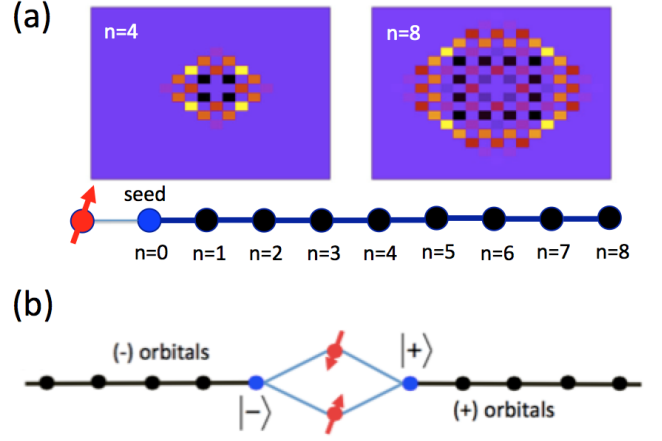 (a)
n=4
n=8
seed
n=0 n=1 n=2 n=3 n=4 n=5 n=6 n=7 n=8
(b)
(-) orbitals
|+⟩
|−⟩
(+) orbitals